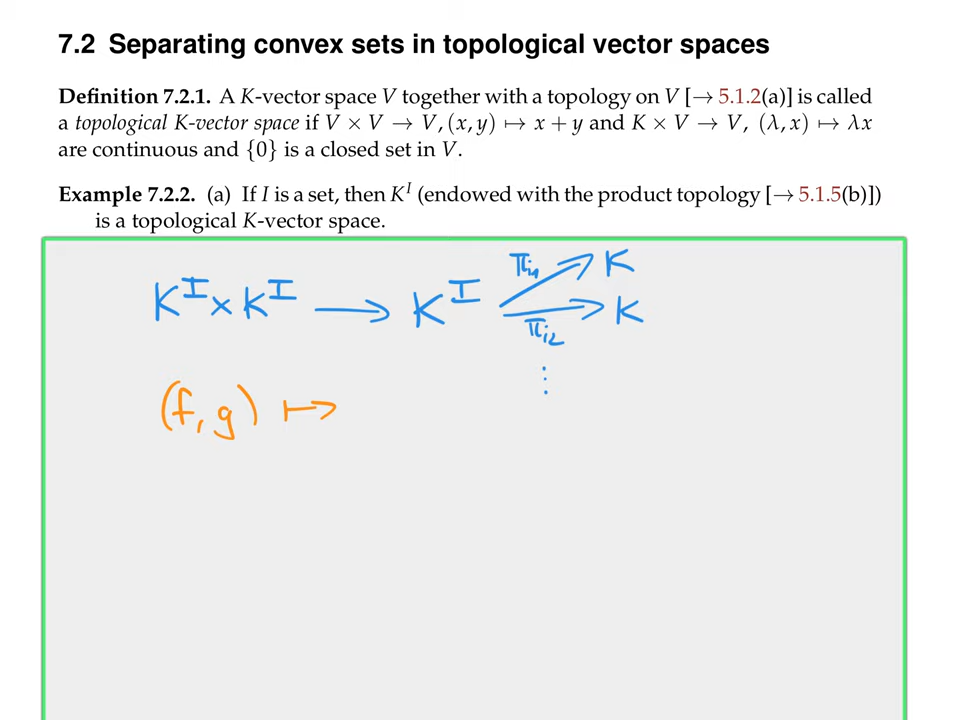 7.2 Separating convex sets in topological vector spaces
Definition 7.2.1. A K-vector space V together with a topology on V [→ 5.1.2(a)] is called
a topological K-vector space if V × V → V, (x, y) ↦ x + y and K × V → V, (λ, x) ↦ λx
are continuous and {0} is a closed set in V.
Example 7.2.2. (a) If I is a set, then K^I (endowed with the product topology [→ 5.1.5(b)])
is a topological K-vector space.
K^I × K^I ⟶ K^I π_{i_1} K
π_{i_2} K
⋮
(f, g) ↦